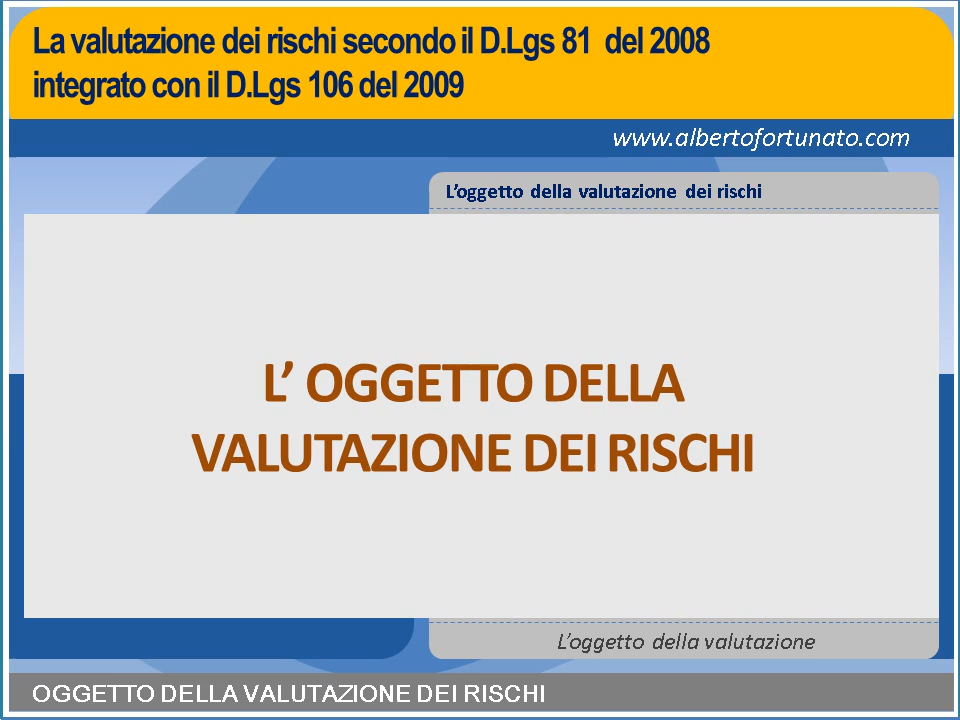 La valutazione dei rischi secondo il D.Lgs 81 del 2008
integrato con il D.Lgs 106 del 2009
www.albertofortunato.com
L’oggetto della valutazione dei rischi
L’ OGGETTO DELLA
VALUTAZIONE DEI RISCHI
L’oggetto della valutazione
OGGETTO DELLA VALUTAZIONE DEI RISCHI